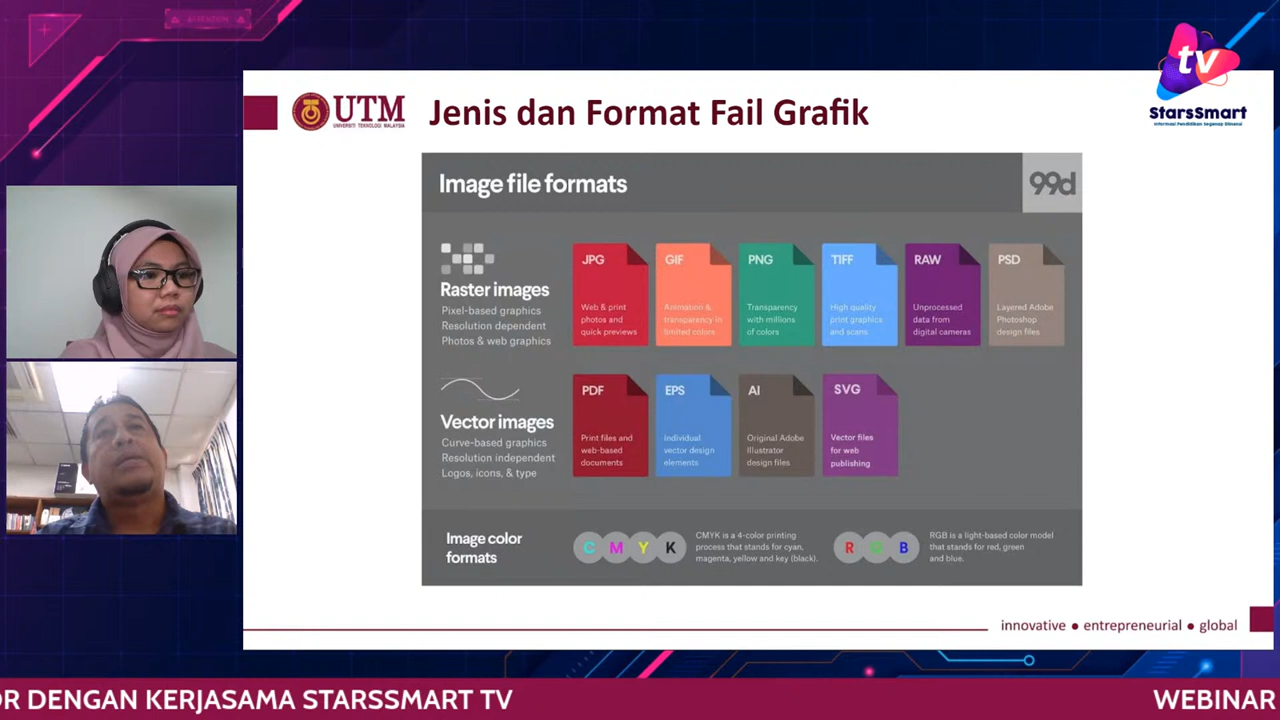 ATTENTION
tv
StarsSmart
Informasi Pendidikan Segenap Dimensi
UTM
UNIVERSITI TEKNOLOGI MALAYSIA
Jenis dan Format Fail Grafik
Image file formats
99d
Raster images
Pixel-based graphics
Resolution dependent
Photos & web graphics
JPG
Web & print
photos and
quick previews
GIF
Animation &
transparency in
limited colors
PNG
Transparency
with millions
of colors
TIFF
High quality
print graphics
and scans
RAW
Unprocessed
data from
digital cameras
PSD
Layered Adobe
Photoshop
design files
Vector images
Curve-based graphics
Resolution independent
Logos, icons, & type
PDF
Print files and
web-based
documents
EPS
Individual
vector design
elements
AI
Original Adobe
Illustrator
design files
SVG
Vector files
for web
publishing
Image color
formats
C M Y K
CMYK is a 4-color printing
process that stands for cyan,
magenta, yellow and key (black).
R G B
RGB is a light-based color model
that stands for red, green
and blue.
innovative ● entrepreneurial ● global
OR DENGAN KERJASAMA STARSSMART TV
WEBINAR